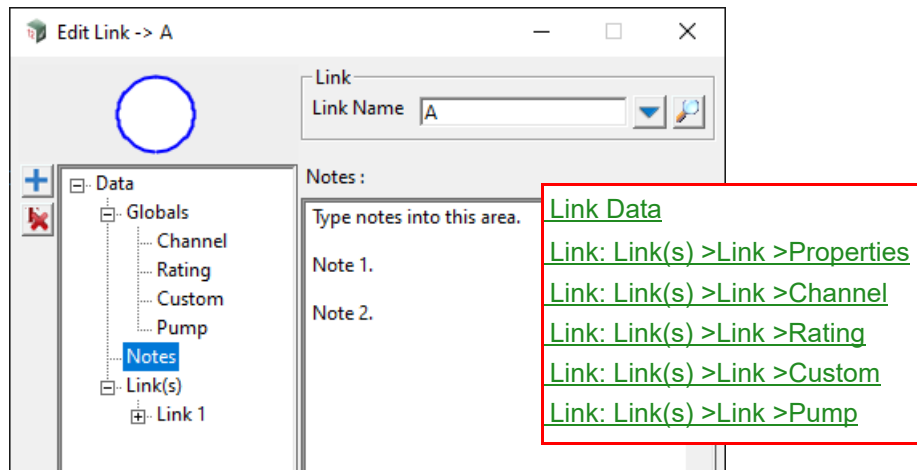 Edit Link -> A
Link
Link Name A
Notes :
Data
Globals
Channel
Rating
Custom
Pump
Notes
Link(s)
Link 1
Type notes into this area.
Note 1.
Note 2.
Link Data
Link: Link(s) >Link >Properties
Link: Link(s) >Link >Channel
Link: Link(s) >Link >Rating
Link: Link(s) >Link >Custom
Link: Link(s) >Link >Pump